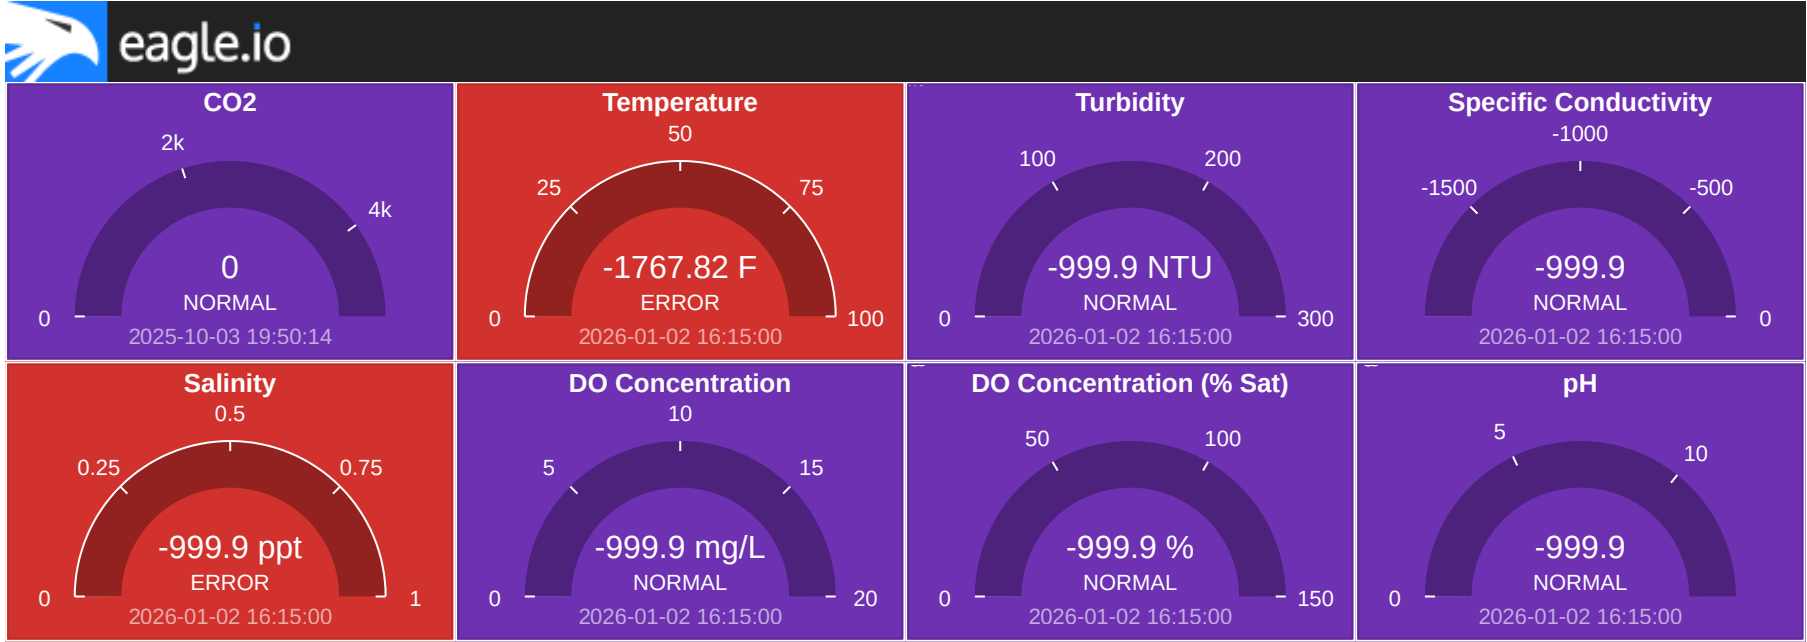 eagle.io
CO2
2k
4k
0
0
NORMAL
2025-10-03 19:50:14
Temperature
50
25
75
-1767.82 F
ERROR
0
100
2026-01-02 16:15:00
Turbidity
100
200
-999.9 NTU
NORMAL
0
300
2026-01-02 16:15:00
Specific Conductivity
-1000
-1500
-500
-999.9
NORMAL
0
2026-01-02 16:15:00
Salinity
0.5
0.25
0.75
-999.9 ppt
ERROR
0
1
2026-01-02 16:15:00
DO Concentration
10
5
15
-999.9 mg/L
NORMAL
0
20
2026-01-02 16:15:00
DO Concentration (% Sat)
50
100
-999.9 %
NORMAL
0
150
2026-01-02 16:15:00
pH
5
10
-999.9
NORMAL
0
2026-01-02 16:15:00